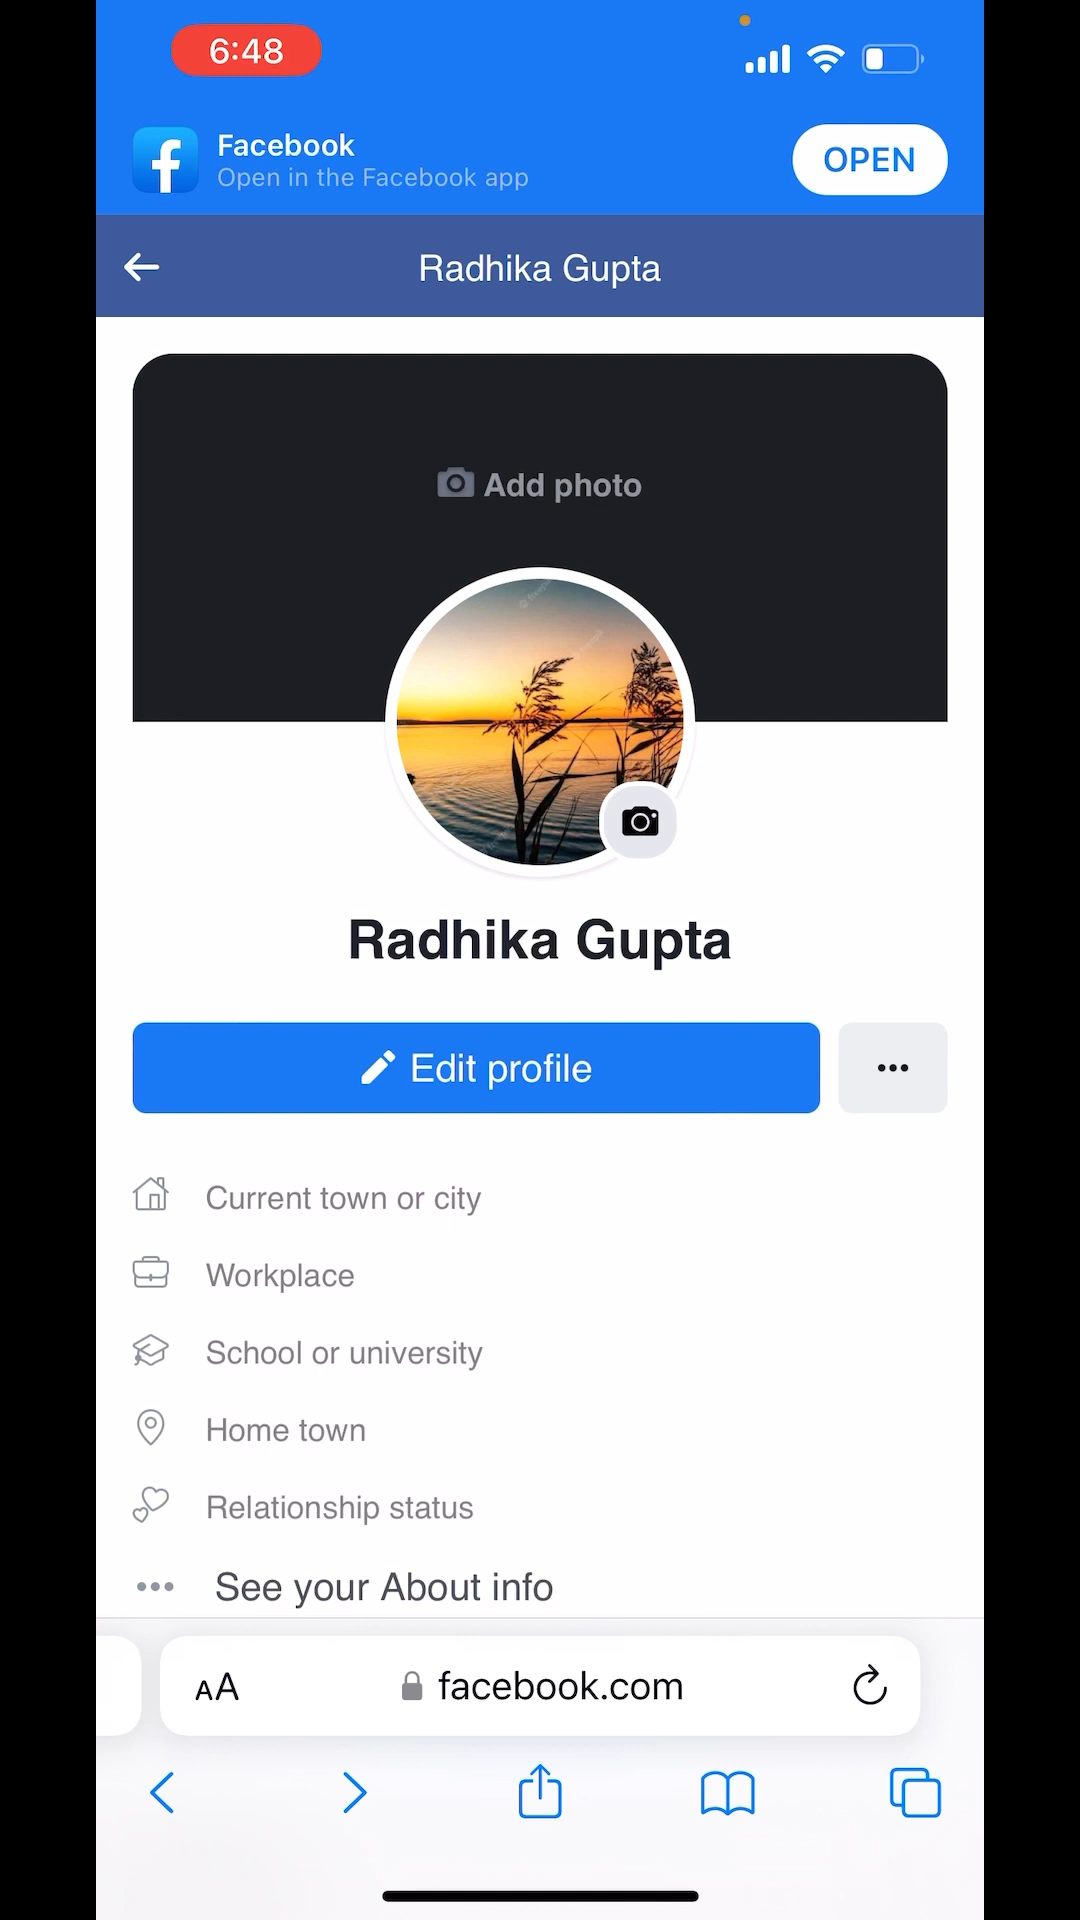 6:48
Facebook
Open in the Facebook app
OPEN
Radhika Gupta
Add photo
Radhika Gupta
Edit profile
Current town or city
Workplace
School or university
Home town
Relationship status
See your About info
AA
facebook.com